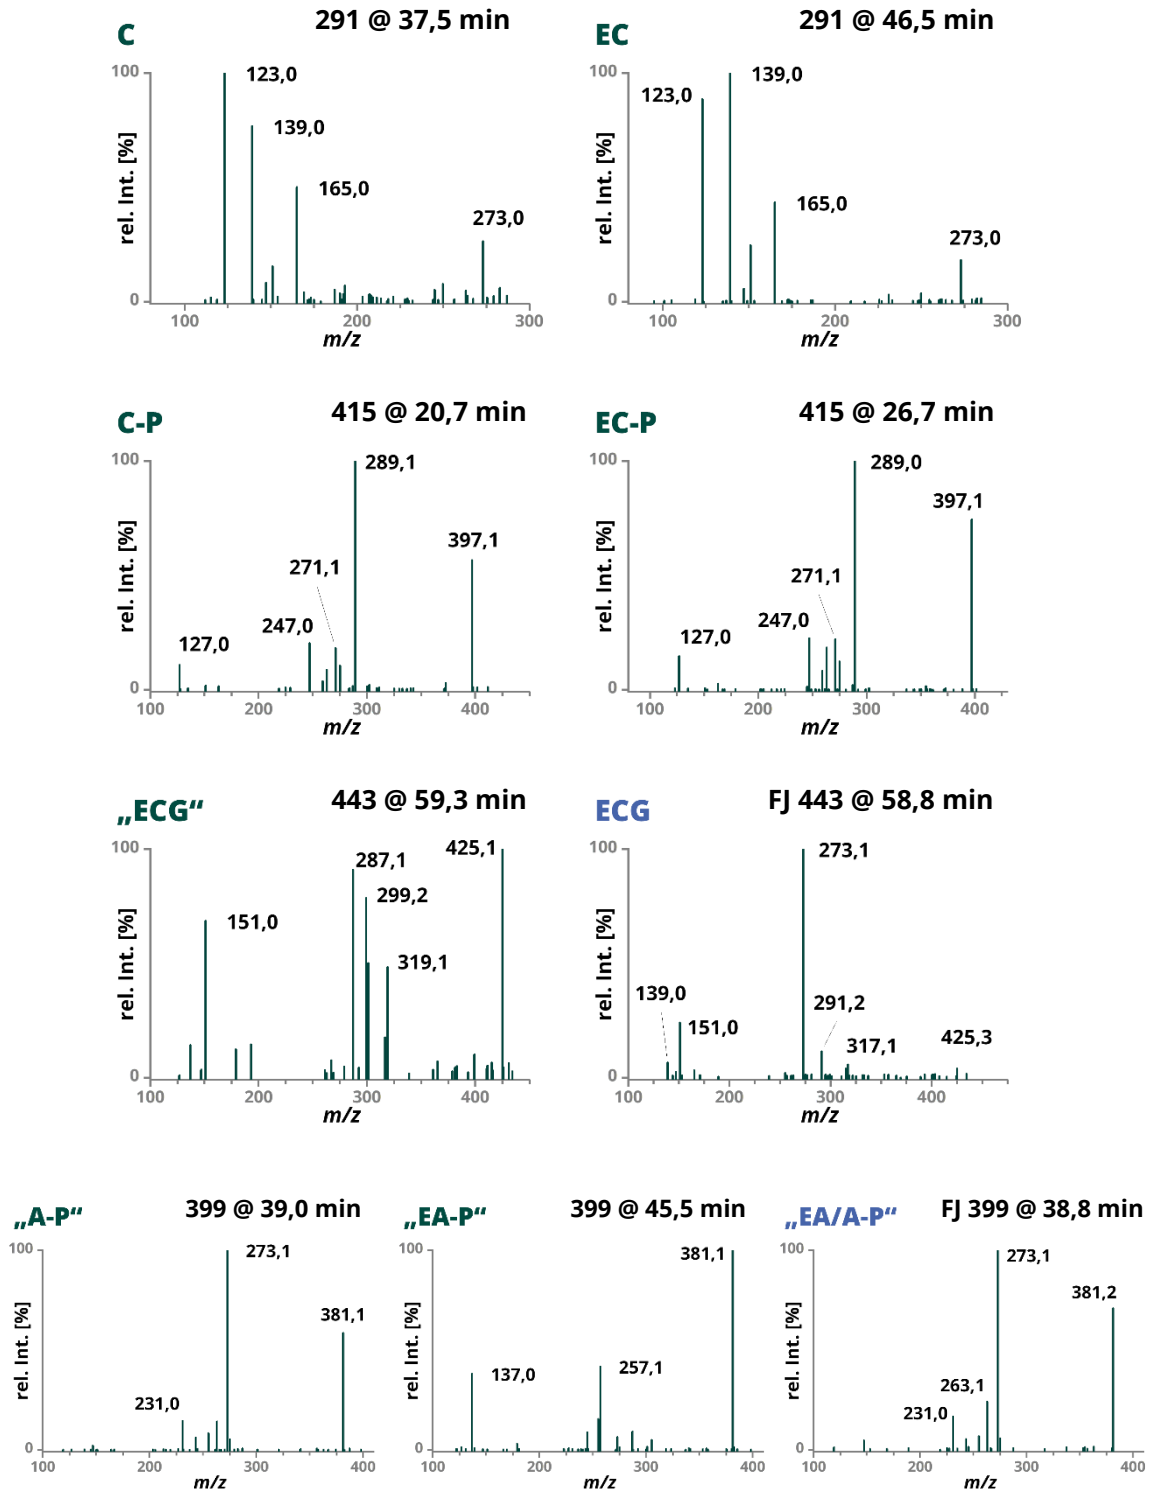 C
291 @ 37,5 min
EC
291 @ 46,5 min
100
123,0
139,0
165,0
273,0
0
rel. Int. [%]
100
200
300
m/z
100
123,0
139,0
165,0
273,0
0
rel. Int. [%]
100
200
300
m/z
C-P
415 @ 20,7 min
EC-P
415 @ 26,7 min
100
289,1
397,1
271,1
247,0
127,0
0
rel. Int. [%]
100
200
300
400
m/z
100
289,0
397,1
271,1
247,0
127,0
0
rel. Int. [%]
100
200
300
400
m/z
„ECG“
443 @ 59,3 min
ECG
FJ 443 @ 58,8 min
100
425,1
287,1
299,2
151,0
319,1
0
rel. Int. [%]
100
200
300
400
m/z
100
273,1
139,0
291,2
151,0
317,1
425,3
0
rel. Int. [%]
100
200
300
400
m/z
„A-P“
399 @ 39,0 min
„EA-P“
399 @ 45,5 min
„EA/A-P“
FJ 399 @ 38,8 min
100
273,1
381,1
231,0
0
rel. Int. [%]
100
200
300
400
m/z
100
381,1
137,0
257,1
0
rel. Int. [%]
100
200
300
400
m/z
100
273,1
381,2
263,1
231,0
0
rel. Int. [%]
100
200
300
400
m/z